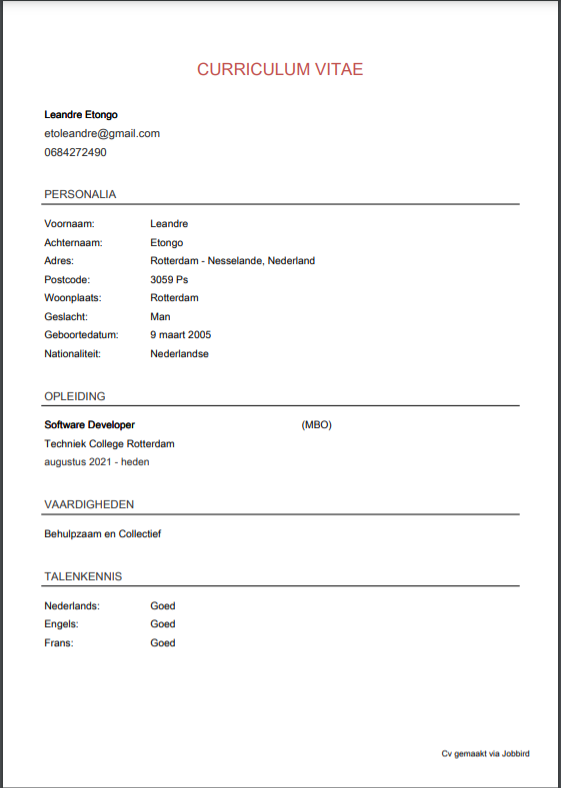 CURRICULUM VITAE
Leandre Etongo
etoleandre@gmail.com
0684272490
PERSONALIA
Voornaam: Leandre
Achternaam: Etongo
Adres: Rotterdam - Nesselande, Nederland
Postcode: 3059 Ps
Woonplaats: Rotterdam
Geslacht: Man
Geboortedatum: 9 maart 2005
Nationaliteit: Nederlandse
OPLEIDING
Software Developer (MBO)
Techniek College Rotterdam
augustus 2021 - heden
VAARDIGHEDEN
Behulpzaam en Collectief
TALENKENNIS
Nederlands: Goed
Engels: Goed
Frans: Goed
Cv gemaakt via Jobbird